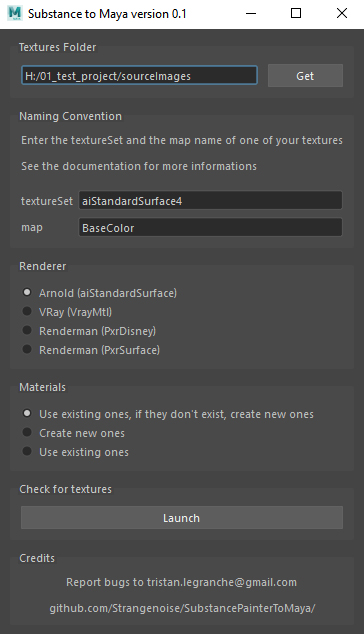 Substance to Maya version 0.1
Textures Folder
H:/01_test_project/sourceImages
Get
Naming Convention
Enter the textureSet and the map name of one of your textures
See the documentation for more informations
textureSet aiStandardSurface4
map BaseColor
Renderer
Arnold (aiStandardSurface)
VRay (VrayMtl)
Renderman (PxrDisney)
Renderman (PxrSurface)
Materials
Use existing ones, if they don't exist, create new ones
Create new ones
Use existing ones
Check for textures
Launch
Credits
Report bugs to tristan.legranche@gmail.com
github.com/Strangenoise/SubstancePainterToMaya/